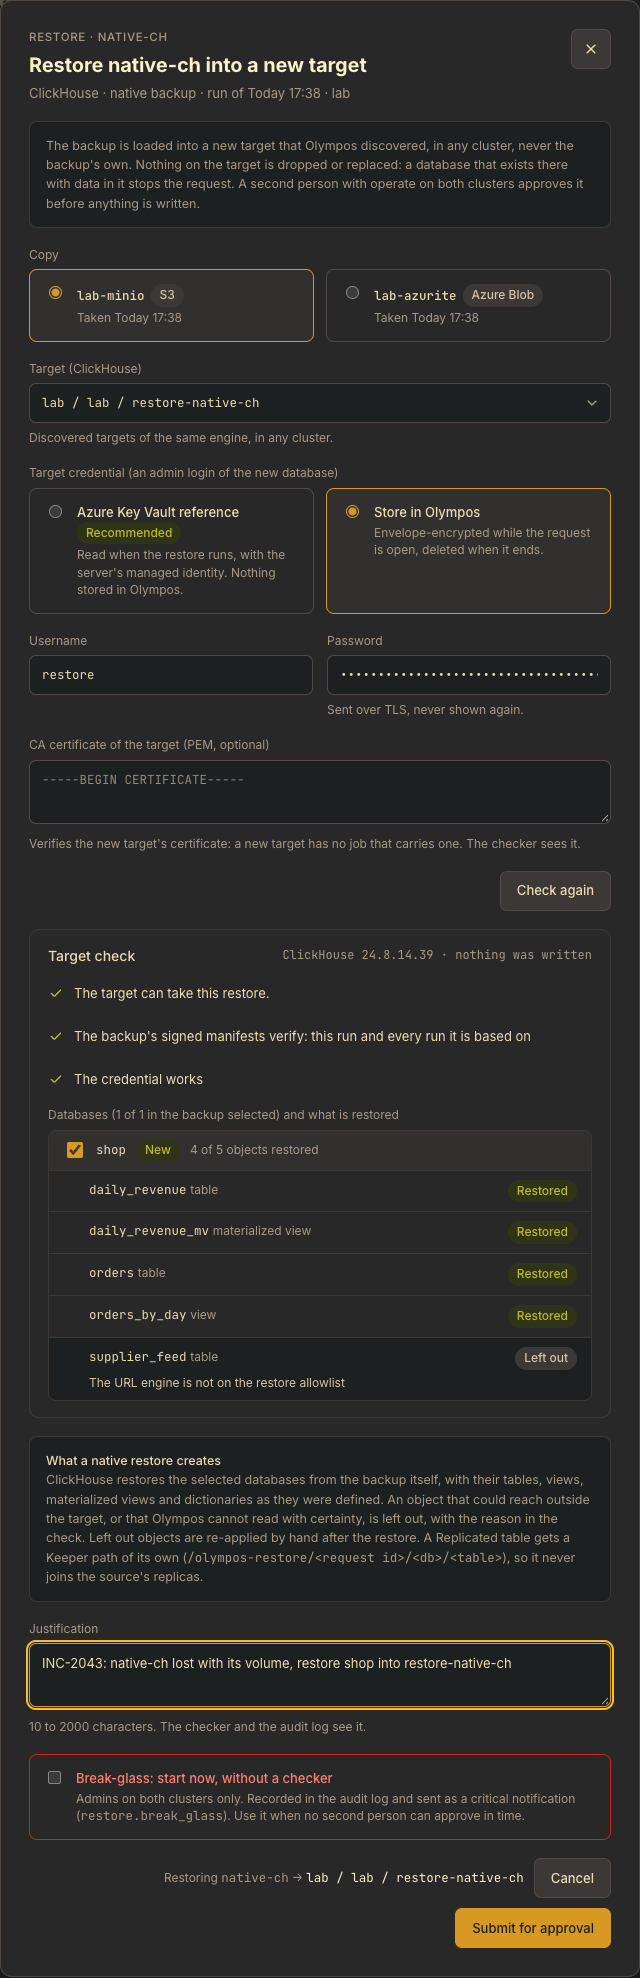 RESTORE · NATIVE-CH
Restore native-ch into a new target
ClickHouse · native backup · run of Today 17:38 · lab
The backup is loaded into a new target that Olympos discovered, in any cluster, never the
backup's own. Nothing on the target is dropped or replaced: a database that exists there
with data in it stops the request. A second person with operate on both clusters approves it
before anything is written.
Copy
lab-minio S3
Taken Today 17:38
lab-azurite Azure Blob
Taken Today 17:38
Target (ClickHouse)
lab / lab / restore-native-ch
Discovered targets of the same engine, in any cluster.
Target credential (an admin login of the new database)
Azure Key Vault reference
Recommended
Read when the restore runs, with the
server's managed identity. Nothing
stored in Olympos.
Store in Olympos
Envelope-encrypted while the request
is open, deleted when it ends.
Username
restore
Password
Sent over TLS, never shown again.
CA certificate of the target (PEM, optional)
-----BEGIN CERTIFICATE-----
Verifies the new target's certificate: a new target has no job that carries one. The checker sees it.
Check again
Target check
ClickHouse 24.8.14.39 · nothing was written
The target can take this restore.
The backup's signed manifests verify: this run and every run it is based on
The credential works
Databases (1 of 1 in the backup selected) and what is restored
shop New 4 of 5 objects restored
daily_revenue table Restored
daily_revenue_mv materialized view Restored
orders table Restored
orders_by_day view Restored
supplier_feed table Left out
The URL engine is not on the restore allowlist
What a native restore creates
ClickHouse restores the selected databases from the backup itself, with their tables, views,
materialized views and dictionaries as they were defined. An object that could reach outside
the target, or that Olympos cannot read with certainty, is left out, with the reason in the
check. Left out objects are re-applied by hand after the restore. A Replicated table gets a
Keeper path of its own (/olympos-restore/<request id>/<db>/<table>), so it never
joins the source's replicas.
Justification
INC-2043: native-ch lost with its volume, restore shop into restore-native-ch
10 to 2000 characters. The checker and the audit log see it.
Break-glass: start now, without a checker
Admins on both clusters only. Recorded in the audit log and sent as a critical notification
(restore.break_glass). Use it when no second person can approve in time.
Restoring native-ch → lab / lab / restore-native-ch
Cancel
Submit for approval